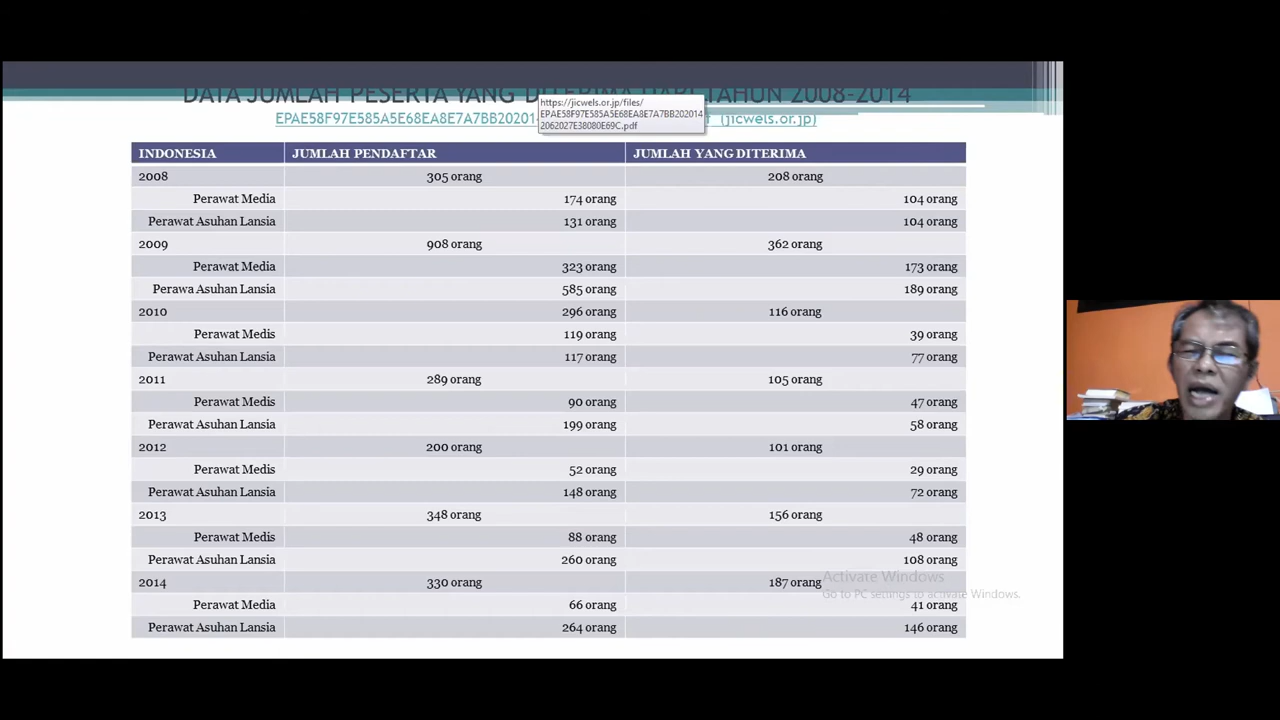 DATA JUMLAH PESERTA YANG DITERIMA DARI TAHUN 2008-2014
EPAE58F97E585A5E68EA8E7A7BB20201 (jicwels.or.jp)
https://jicwels.or.jp/files/
EPAE58F97E585A5E68EA8E7A7BB202014
2062027E38080E69C.pdf
INDONESIA JUMLAH PENDAFTAR JUMLAH YANG DITERIMA
2008 305 orang 208 orang
Perawat Media 174 orang 104 orang
Perawat Asuhan Lansia 131 orang 104 orang
2009 908 orang 362 orang
Perawat Media 323 orang 173 orang
Perawa Asuhan Lansia 585 orang 189 orang
2010 296 orang 116 orang
Perawat Medis 119 orang 39 orang
Perawat Asuhan Lansia 117 orang 77 orang
2011 289 orang 105 orang
Perawat Medis 90 orang 47 orang
Perawat Asuhan Lansia 199 orang 58 orang
2012 200 orang 101 orang
Perawat Medis 52 orang 29 orang
Perawat Asuhan Lansia 148 orang 72 orang
2013 348 orang 156 orang
Perawat Medis 88 orang 48 orang
Perawat Asuhan Lansia 260 orang 108 orang
2014 330 orang 187 orang
Perawat Media 66 orang 41 orang
Perawat Asuhan Lansia 264 orang 146 orang
Activate Windows
Go to PC settings to activate Windows.